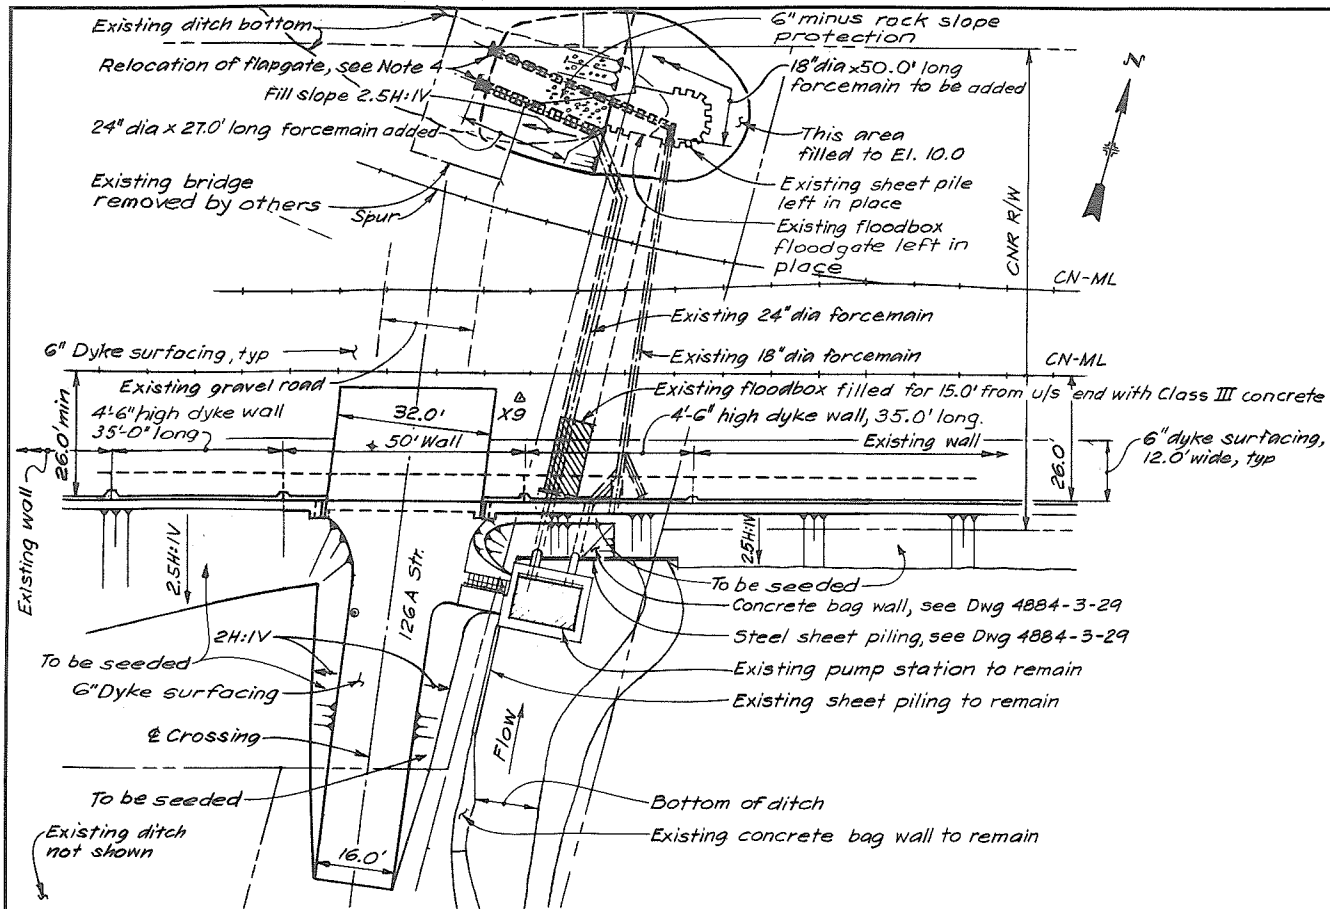 Existing ditch bottom
6" minus rock slope
protection
Relocation of flapgate, see Note 4
18" dia x 50.0' long
forcemain to be added
Fill slope 2.5H:1V
24" dia x 27.0' long forcemain added
This area
filled to El. 10.0
Existing bridge
removed by others
Spur
Existing sheet pile
left in place
Existing floodbox
floodgate left in
place
N
CNR R/W
CN-ML
Existing 24" dia forcemain
6" Dyke surfacing, typ
Existing 18" dia forcemain
CN-ML
Existing gravel road
Existing floodbox filled for 15.0' from u/s end with Class III concrete
26.0' min
4'-6" high dyke wall
35'-0" long
32.0'
X9
4'-6" high dyke wall, 35.0' long.
50' Wall
Existing wall
26.0'
6" dyke surfacing,
12.0' wide, typ
Existing wall
2.5H:1V
126A Str.
2.5H:1V
To be seeded
Concrete bag wall, see Dwg 4884-3-29
Steel sheet piling, see Dwg 4884-3-29
2H:1V
To be seeded
Existing pump station to remain
6" Dyke surfacing
Existing sheet piling to remain
Flow
℄ Crossing
To be seeded
Bottom of ditch
Existing concrete bag wall to remain
Existing ditch
not shown
16.0'